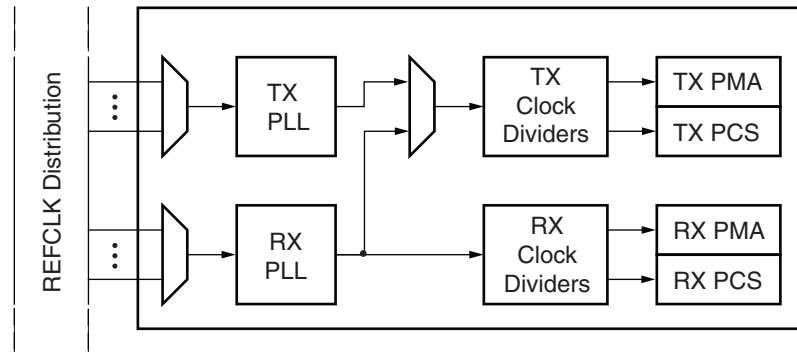 REFCLK Distribution
TX
PLL
TX
Clock
Dividers
TX PMA
TX PCS
RX
PLL
RX
Clock
Dividers
RX PMA
RX PCS